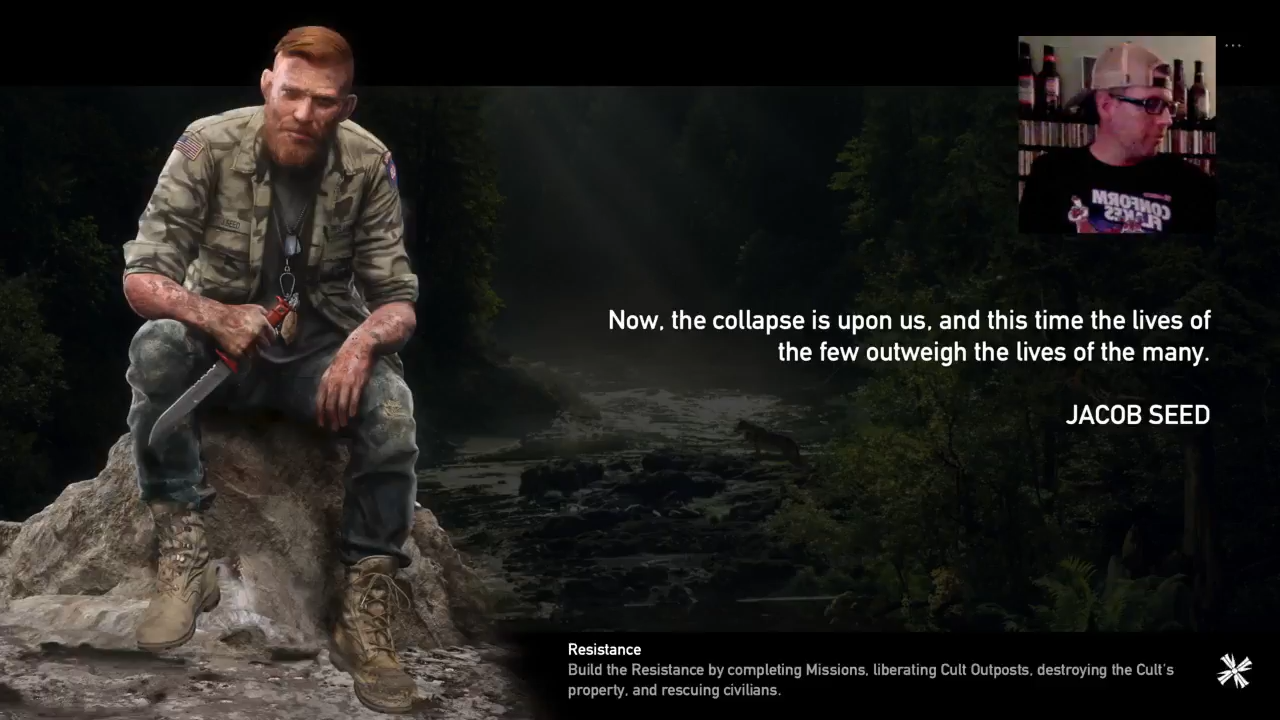 CONFORM
FLAKES
SEED
Now, the collapse is upon us, and this time the lives of
the few outweigh the lives of the many.
JACOB SEED
Resistance
Build the Resistance by completing Missions, liberating Cult Outposts, destroying the Cult's
property, and rescuing civilians.